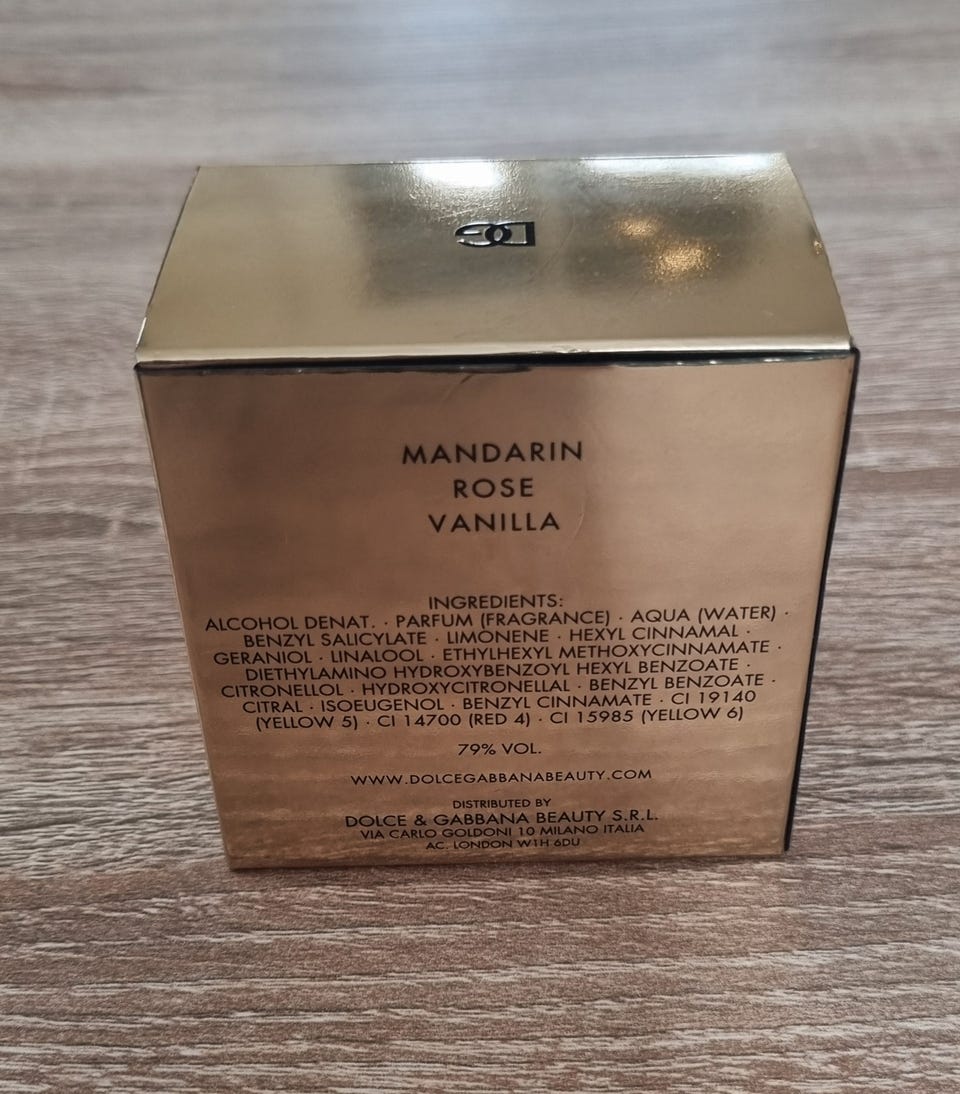 DG
MANDARIN
ROSE
VANILLA
INGREDIENTS:
ALCOHOL DENAT. · PARFUM (FRAGRANCE) · AQUA (WATER) ·
BENZYL SALICYLATE · LIMONENE · HEXYL CINNAMAL ·
GERANIOL · LINALOOL · ETHYLHEXYL METHOXYCINNAMATE ·
DIETHYLAMINO HYDROXYBENZOYL HEXYL BENZOATE ·
CITRONELLOL · HYDROXYCITRONELLAL · BENZYL BENZOATE ·
CITRAL · ISOEUGENOL · BENZYL CINNAMATE · CI 19140
(YELLOW 5) · CI 14700 (RED 4) · CI 15985 (YELLOW 6)
79% VOL.
WWW.DOLCEGABBANABEAUTY.COM
DISTRIBUTED BY
DOLCE & GABBANA BEAUTY S.R.L.
VIA CARLO GOLDONI 10 MILANO ITALIA
AC. LONDON W1H 6DU